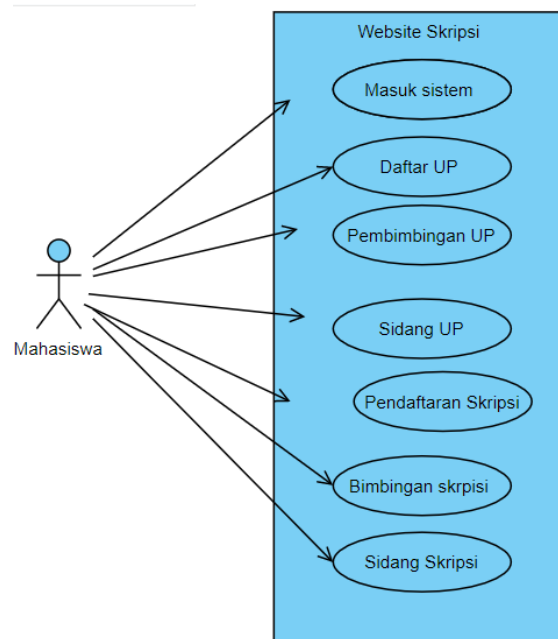 Website Skripsi
Masuk sistem
Daftar UP
Pembimbingan UP
Mahasiswa
Sidang UP
Pendaftaran Skripsi
Bimbingan skrpisi
Sidang Skripsi